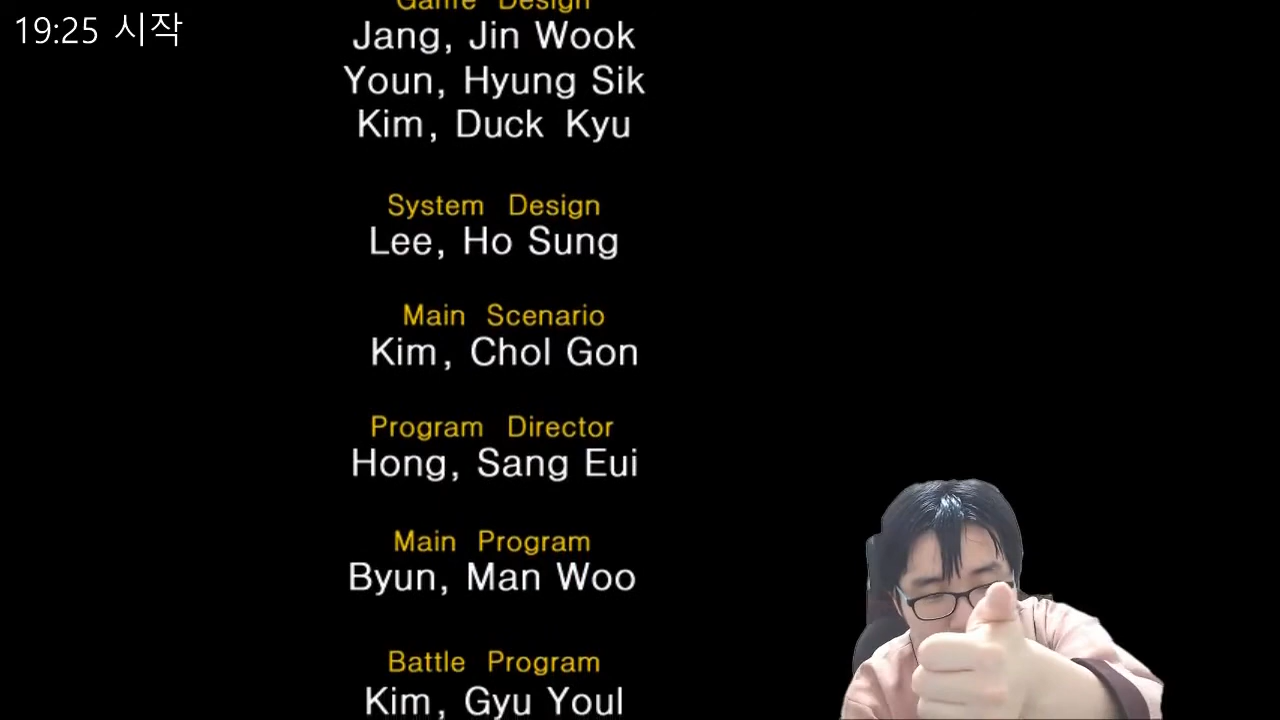 19:25 시작
Game Design
Jang, Jin Wook
Youn, Hyung Sik
Kim, Duck Kyu
System Design
Lee, Ho Sung
Main Scenario
Kim, Chol Gon
Program Director
Hong, Sang Eui
Main Program
Byun, Man Woo
Battle Program
Kim, Gyu Youl